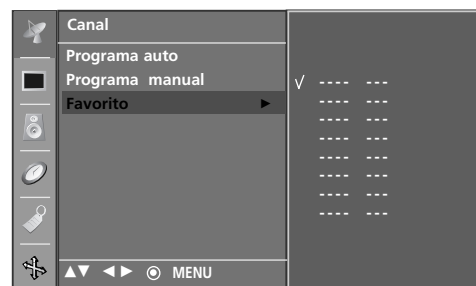 Canal
Programa auto
Programa manual
Favorito ►
√ ---- ---
---- ---
---- ---
---- ---
---- ---
---- ---
---- ---
---- ---
▲▼ ◄► ⦿ MENU